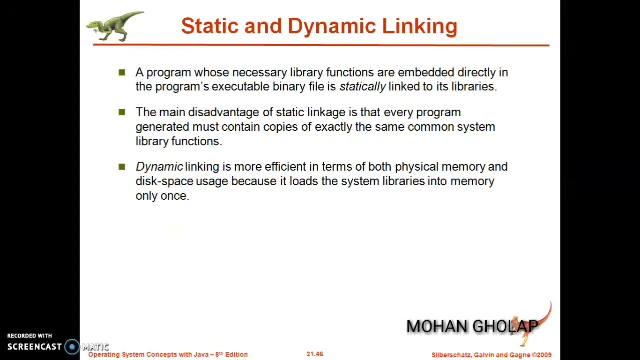 Static and Dynamic Linking
A program whose necessary library functions are embedded directly in
the program's executable binary file is statically linked to its libraries.
The main disadvantage of static linkage is that every program
generated must contain copies of exactly the same common system
library functions.
Dynamic linking is more efficient in terms of both physical memory and
disk-space usage because it loads the system libraries into memory
only once.
MOHAN GHOLAP
RECORDED WITH
SCREENCAST MATIC
Operating System Concepts with Java – 8th Edition
21.46
Silberschatz, Galvin and Gagne ©2009